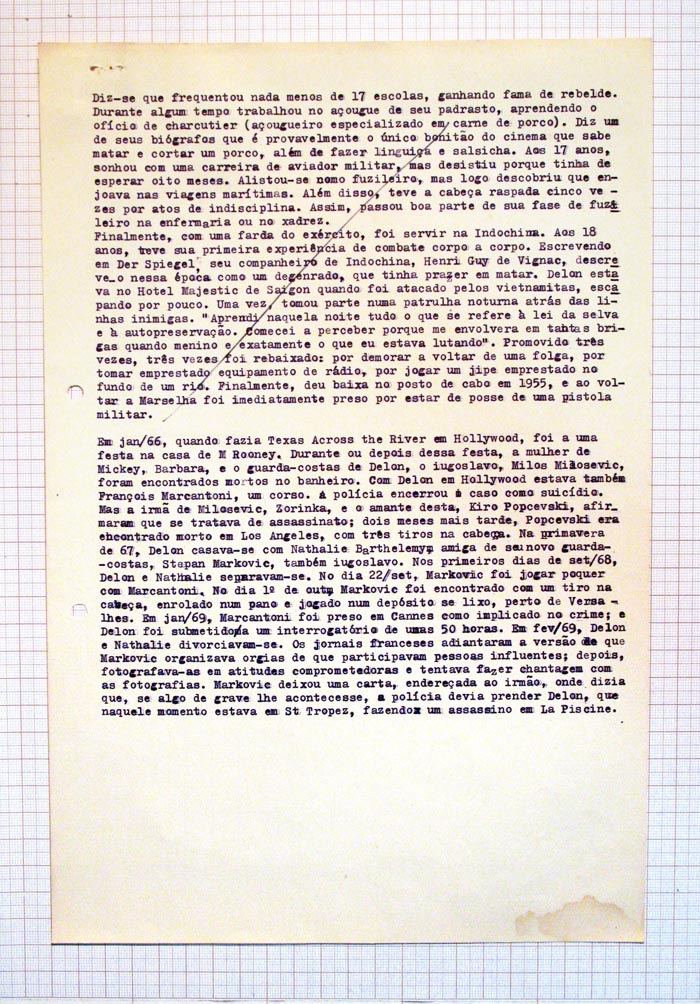 Diz-se que frequentou nada menos de 17 escolas, ganhando fama de rebelde.
Durante algum tempo trabalhou no açougue de seu padrasto, aprendendo o
ofício de charcutier (açougueiro especializado em carne de porco). Diz um
de seus biógrafos que é provavelmente o único bonitão do cinema que sabe
matar e cortar um porco, além de fazer linguiça e salsicha. Aos 17 anos,
sonhou com uma carreira de aviador militar, mas desistiu porque tinha de
esperar oito meses. Alistou-se nomo fuzileiro, mas logo descobriu que en-
joava nas viagens marítimas. Além disso, teve a cabeça raspada cinco ve-
zes por atos de indisciplina. Assim, passou boa parte de sua fase de fuzi
leiro na enfermaria ou no xadrez.
Finalmente, com uma farda do exército, foi servir na Indochina. Aos 18
anos, teve sua primeira experiência de combate corpo a corpo. Escrevendo
em Der Spiegel, seu companheiro de Indochina, Henri Guy de Vignac, descre
ve_o nessa época como um degenrado, que tinha prazer em matar. Delon esta
va no Hotel Majestic de Saigon quando foi atacado pelos vietnamitas, esca
pando por pouco. Uma vez, tomou parte numa patrulha noturna atrás das li-
nhas inimigas. "Aprendi naquela noite tudo o que se refere à lei da selva
e à autopreservação. Comecei a perceber porque me envolvera em tantas bri-
gas quando menino e exatamente o que eu estava lutando". Promovido três
vezes, três vezes foi rebaixado: por demorar a voltar de uma folga, por
tomar emprestado equipamento de rádio, por jogar um jipe emprestado no
fundo de um rio. Finalmente, deu baixa no posto de cabo em 1955, e ao vol-
tar a Marselha foi imediatamente preso por estar de posse de uma pistola
militar.
Em jan/66, quando fazia Texas Across the River em Hollywood, foi a uma
festa na casa de M Rooney. Durante ou depois dessa festa, a mulher de
Mickey, Barbara, e o guarda-costas de Delon, o iugoslavo, Milos Milosevic,
foram encontrados mortos no banheiro. Com Delon em Hollywood estava também
François Marcantoni, um corso. A polícia encerrou o caso como suicídio.
Mas a irmã de Milosevic, Zorinka, e o amante desta, Kiro Popcevski, afir_
maram que se tratava de assassinato; dois meses mais tarde, Popcevski era
encontrado morto em Los Angeles, com três tiros na cabeça. Na primavera
de 67, Delon casava-se com Nathalie Barthelemy, amiga de seu novo guarda-
-costas, Stepan Markovic, também iugoslavo. Nos primeiros dias de set/68,
Delon e Nathalie separavam-se. No dia 22/set, Markovic foi jogar poquer
com Marcantoni. No dia 1º de out, Markovic foi encontrado com um tiro na
cabeça, enrolado num pano e jogado num depósito se lixo, perto de Versa -
lhes. Em jan/69, Marcantoni foi preso em Cannes como implicado no crime; e
Delon foi submetido a um interrogatório de umas 50 horas. Em fev/69, Delon
e Nathalie divorciavam-se. Os jornais franceses adiantaram a versão de que
Markovic organizava orgias de que participavam pessoas influentes; depois,
fotografava-as em atitudes comprometedoras e tentava fazer chantagem com
as fotografias. Markovic deixou uma carta, endereçada ao irmão, onde dizia
que, se algo de grave lhe acontecesse, a polícia devia prender Delon, que
naquele momento estava em St Tropez, fazendox um assassino em La Piscine.